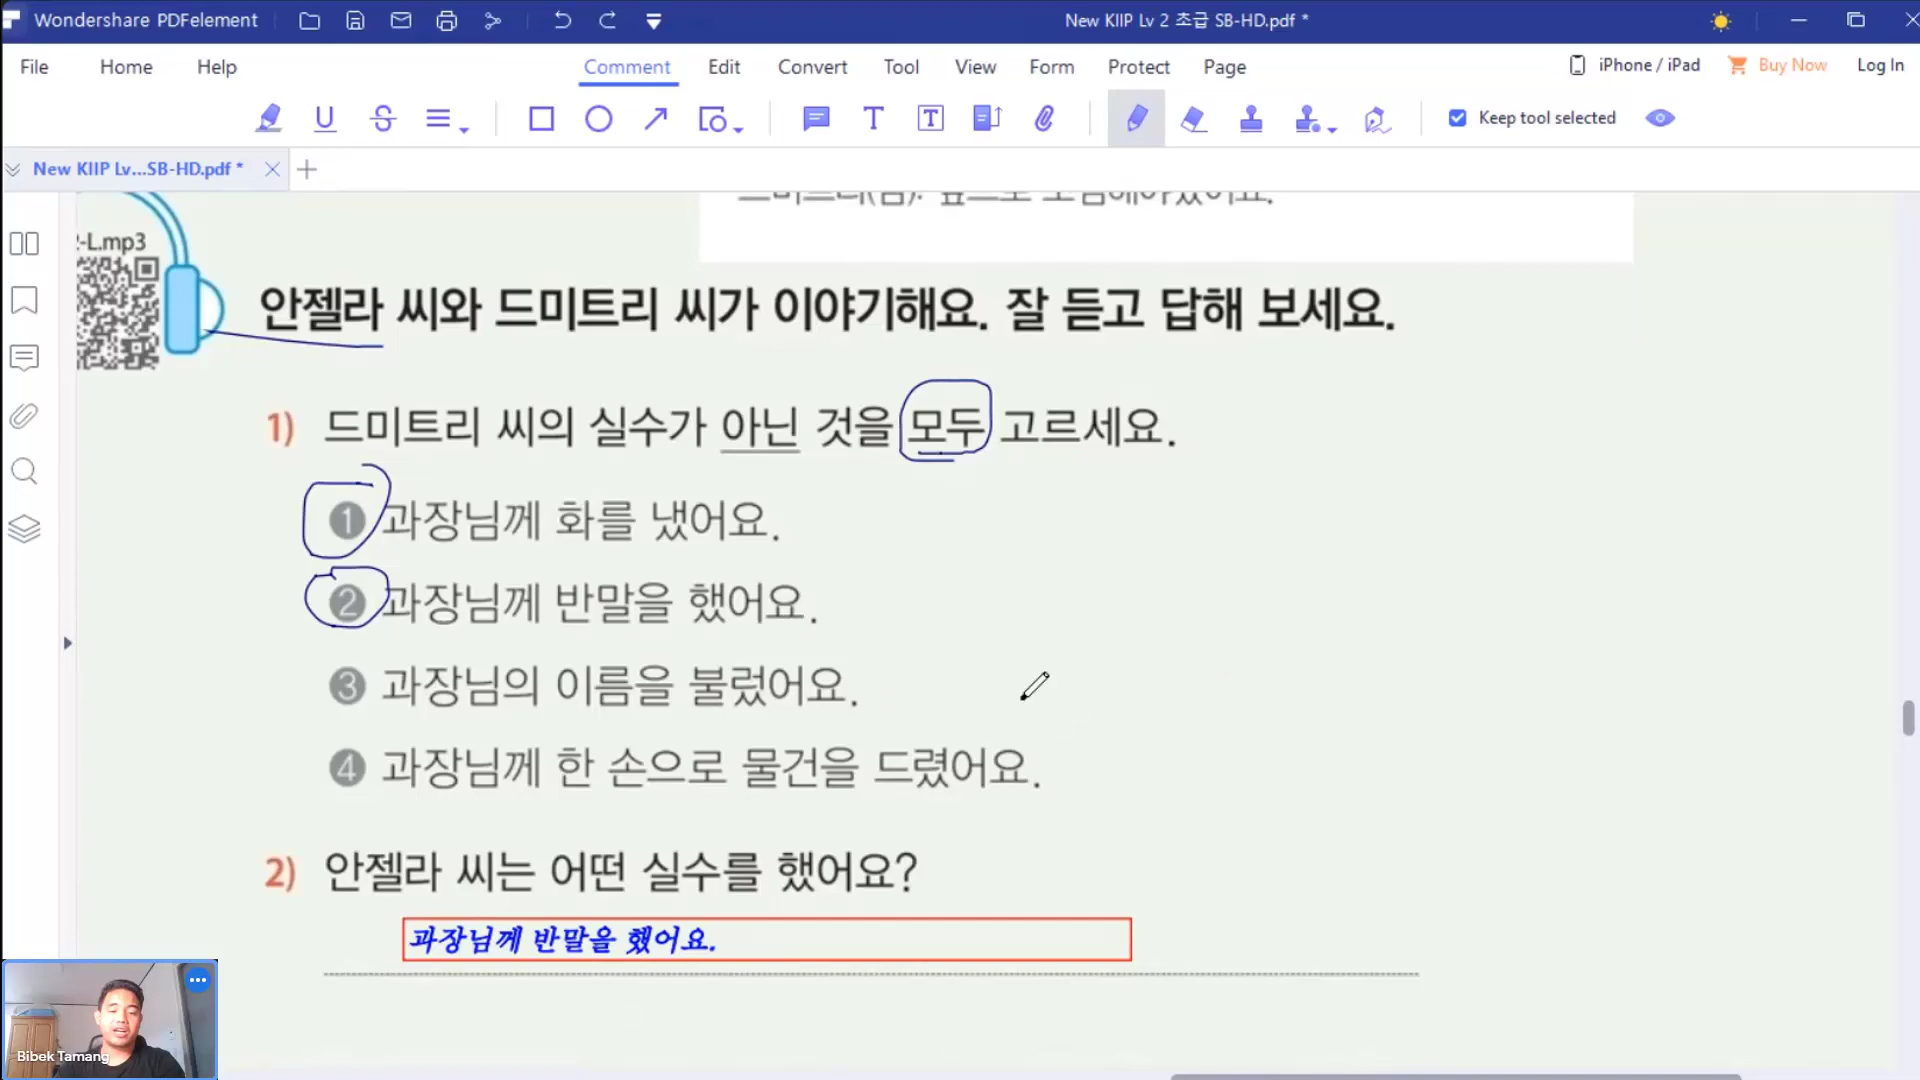 Wondershare PDFelement
New KIIP Lv 2 초급 SB-HD.pdf *
File Home Help Comment Edit Convert Tool View Form Protect Page iPhone / iPad Buy Now Log In
Keep tool selected
New KIIP Lv...SB-HD.pdf *
2-L.mp3
안젤라 씨와 드미트리 씨가 이야기해요. 잘 듣고 답해 보세요.
1) 드미트리 씨의 실수가 아닌 것을 모두 고르세요.
❶ 과장님께 화를 냈어요.
❷ 과장님께 반말을 했어요.
❸ 과장님의 이름을 불렀어요.
❹ 과장님께 한 손으로 물건을 드렸어요.
2) 안젤라 씨는 어떤 실수를 했어요?
과장님께 반말을 했어요.
Bibek Tamang